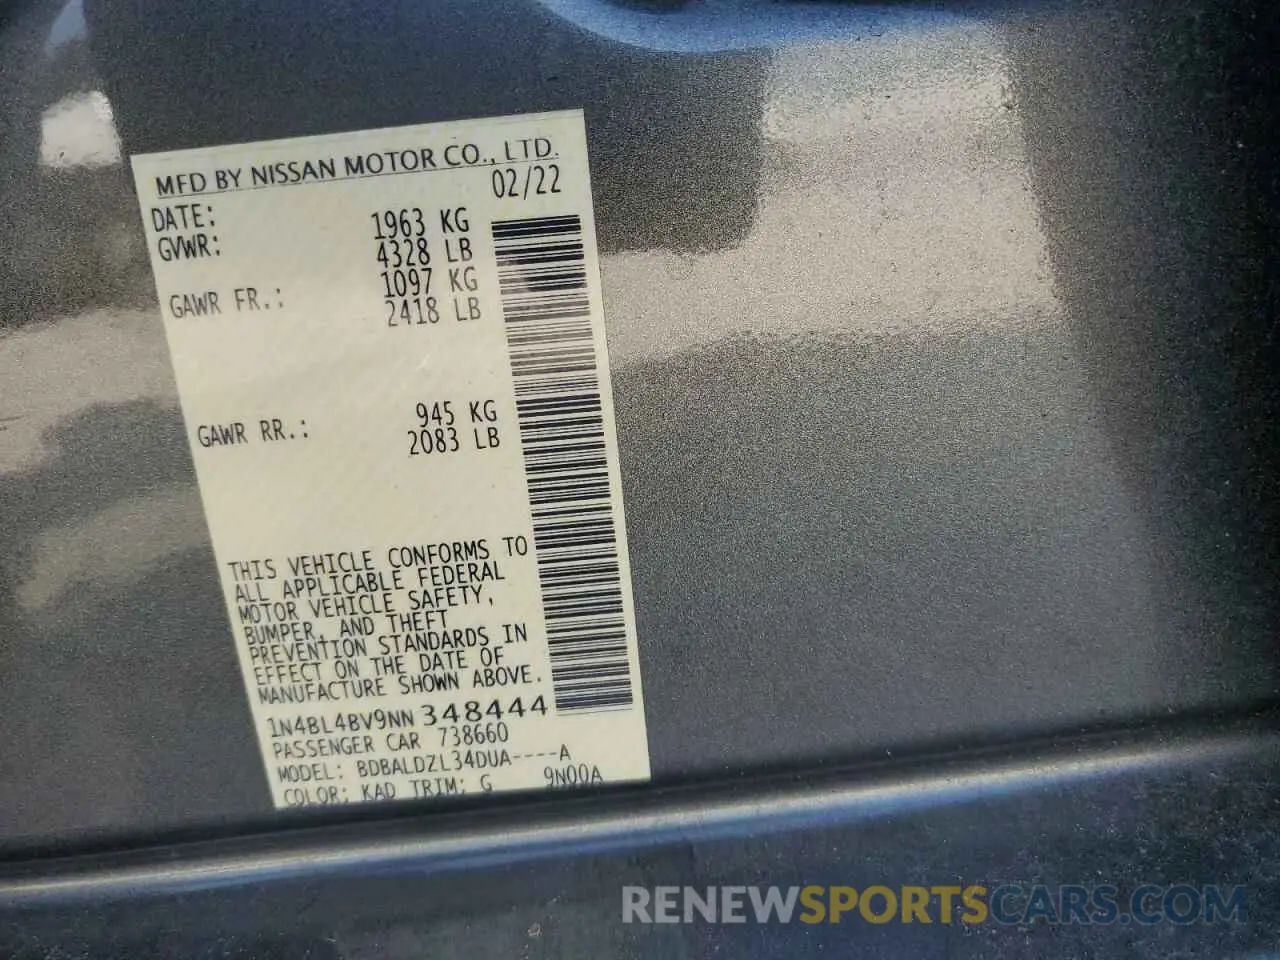 MFD BY NISSAN MOTOR CO., LTD.
DATE: 02/22
GVWR: 1963 KG
4328 LB
GAWR FR.: 1097 KG
2418 LB
GAWR RR.: 945 KG
2083 LB
THIS VEHICLE CONFORMS TO
ALL APPLICABLE FEDERAL
MOTOR VEHICLE SAFETY,
BUMPER, AND THEFT
PREVENTION STANDARDS IN
EFFECT ON THE DATE OF
MANUFACTURE SHOWN ABOVE.
1N4BL4BV9NN348444
PASSENGER CAR 738660
MODEL: BDBALDZL34DUA----A
COLOR: KAD TRIM: G 9N00A
RENEWSPORTSCARS.COM